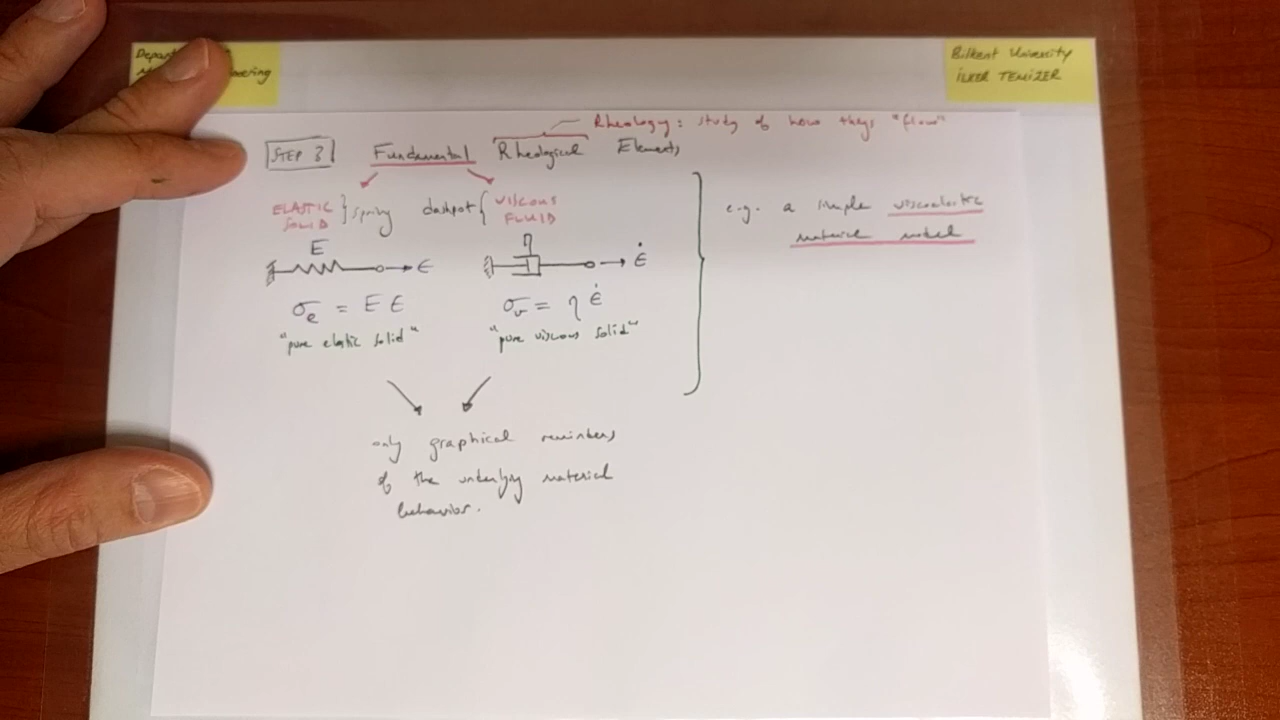 Bilkent University
İLKER TEMİZER
Rheology: study of how they "flow"
STEP 3 Fundamental Rheological Elements
ELASTIC SOLID } spring dashpot { VISCOUS FLUID
e.g. a simple viscoelastic
material model
E η
ϵ ϵ̇
σe = E ϵ σv = η ϵ̇
"pure elastic solid" "pure viscous solid"
only graphical reminders
of the underlying material
behavior.